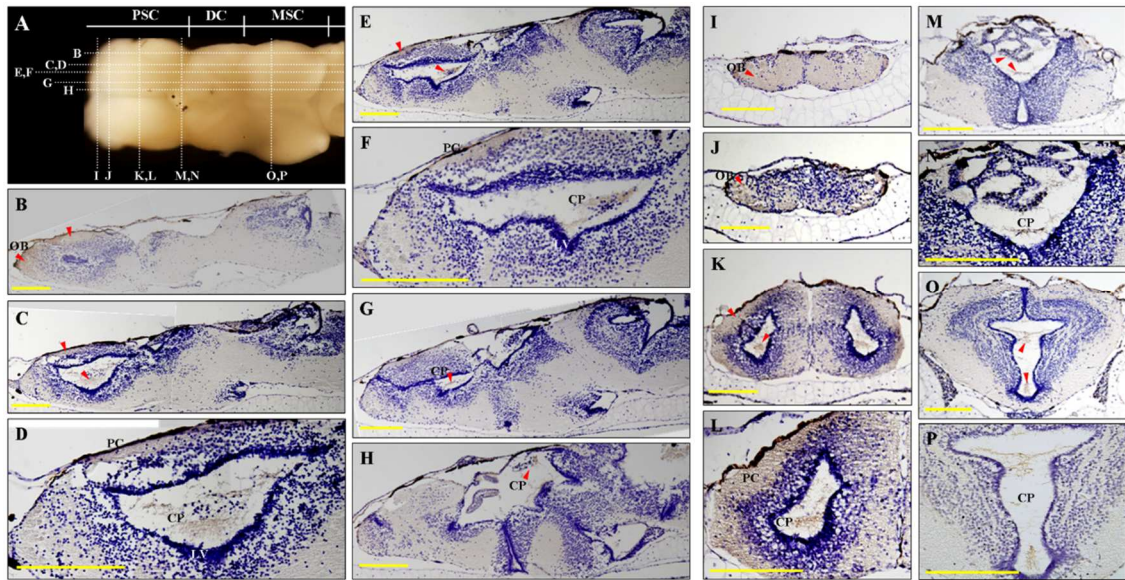 A
PSC DC MSC
B
C,D
E,F
G
H
I J K,L M,N O,P
B
OB
C
D
PC
CP
LV
E
F
PC
CP
G
CP
H
CP
I
OB
J
OB
K
L
PC
CP
M
N
CP
O
P
CP